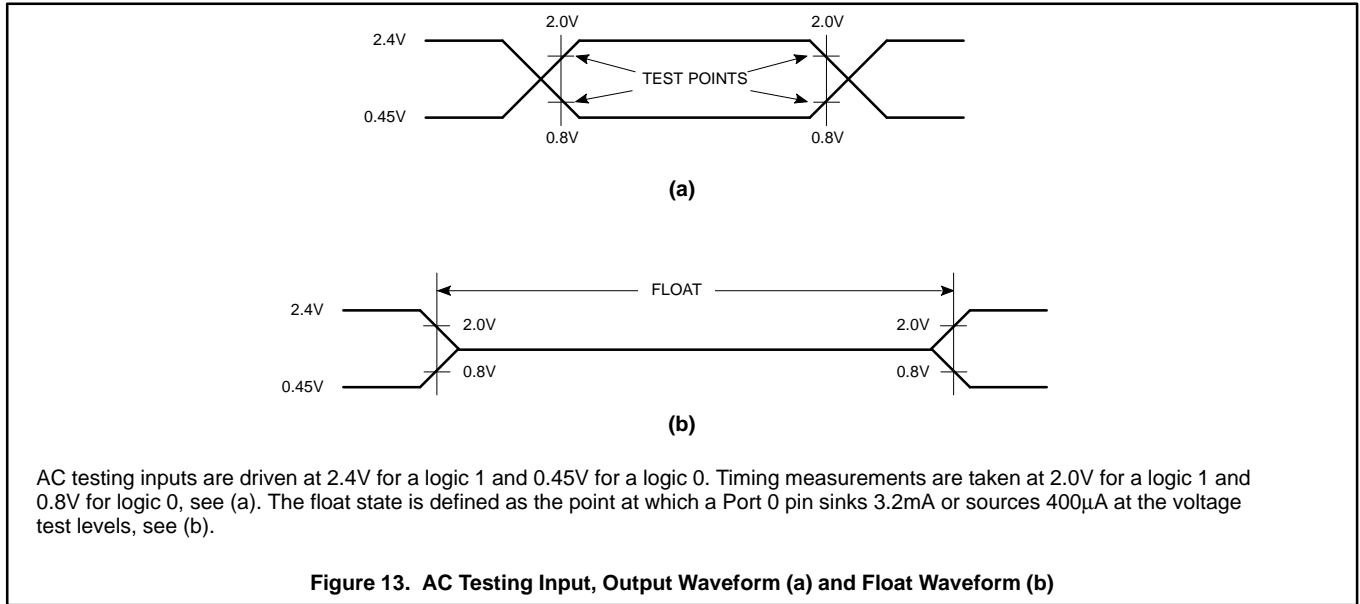 2.0V 2.0V
2.4V
TEST POINTS
0.45V
0.8V 0.8V
(a)
FLOAT
2.4V
2.0V 2.0V
0.8V 0.8V
0.45V
(b)
AC testing inputs are driven at 2.4V for a logic 1 and 0.45V for a logic 0. Timing measurements are taken at 2.0V for a logic 1 and
0.8V for logic 0, see (a). The float state is defined as the point at which a Port 0 pin sinks 3.2mA or sources 400μA at the voltage
test levels, see (b).
Figure 13. AC Testing Input, Output Waveform (a) and Float Waveform (b)